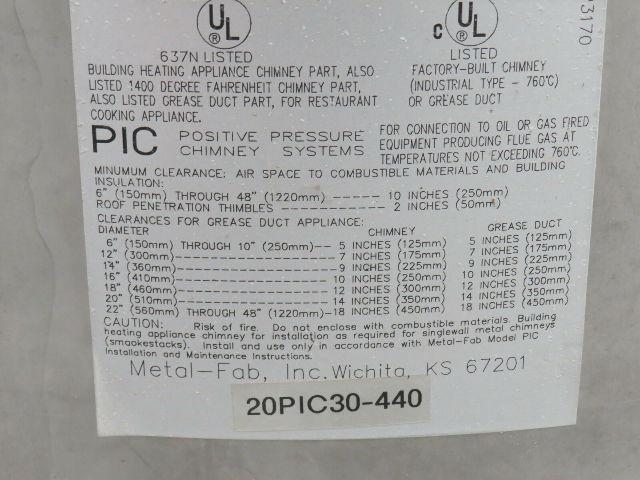 UL
637N LISTED
BUILDING HEATING APPLIANCE CHIMNEY PART, ALSO
LISTED 1400 DEGREE FAHRENHEIT CHIMNEY PART,
ALSO LISTED GREASE DUCT PART, FOR RESTAURANT
COOKING APPLIANCE.
c UL
LISTED
FACTORY-BUILT CHIMNEY
(INDUSTRIAL TYPE - 760°C)
OR GREASE DUCT
3170
PIC POSITIVE PRESSURE
CHIMNEY SYSTEMS
FOR CONNECTION TO OIL OR GAS FIRED
EQUIPMENT PRODUCING FLUE GAS AT
TEMPERATURES NOT EXCEEDING 760°C.
MINUMUM CLEARANCE: AIR SPACE TO COMBUSTIBLE MATERIALS AND BUILDING
INSULATION:
6" (150mm) THROUGH 48" (1220mm) ----- 10 INCHES (250mm)
ROOF PENETRATION THIMBLES ------------- 2 INCHES (50mm)
CLEARANCES FOR GREASE DUCT APPLIANCE:
DIAMETER CHIMNEY GREASE DUCT
6" (150mm) THROUGH 10" (250mm)-- 5 INCHES (125mm) 5 INCHES (125mm)
12" (300mm)------------------- 7 INCHES (175mm) 7 INCHES (175mm)
14" (360mm)------------------- 9 INCHES (225mm) 9 INCHES (225mm)
16" (410mm)------------------- 10 INCHES (250mm) 10 INCHES (250mm)
18" (460mm)------------------- 12 INCHES (300mm) 12 INCHES (300mm)
20" (510mm)------------------- 14 INCHES (350mm) 14 INCHES (350mm)
22" (560mm) THROUGH 48" (1220mm)-18 INCHES (450mm) 18 INCHES (450mm)
CAUTION: Risk of fire. Do not enclose with combustible materials. Building
heating appliance chimney for installation as required for singlewall metal chimneys
(smaokestacks). Install and use only in accordance with Metal-Fab Model PIC
Installation and Maintenance Instructions.
Metal-Fab, Inc. Wichita, KS 67201
20PIC30-440